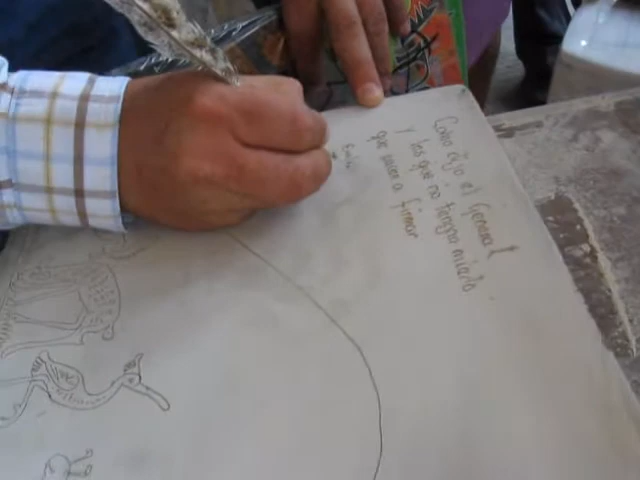 Como dijo el General
y los que no tengan miedo
que pasen a firmar